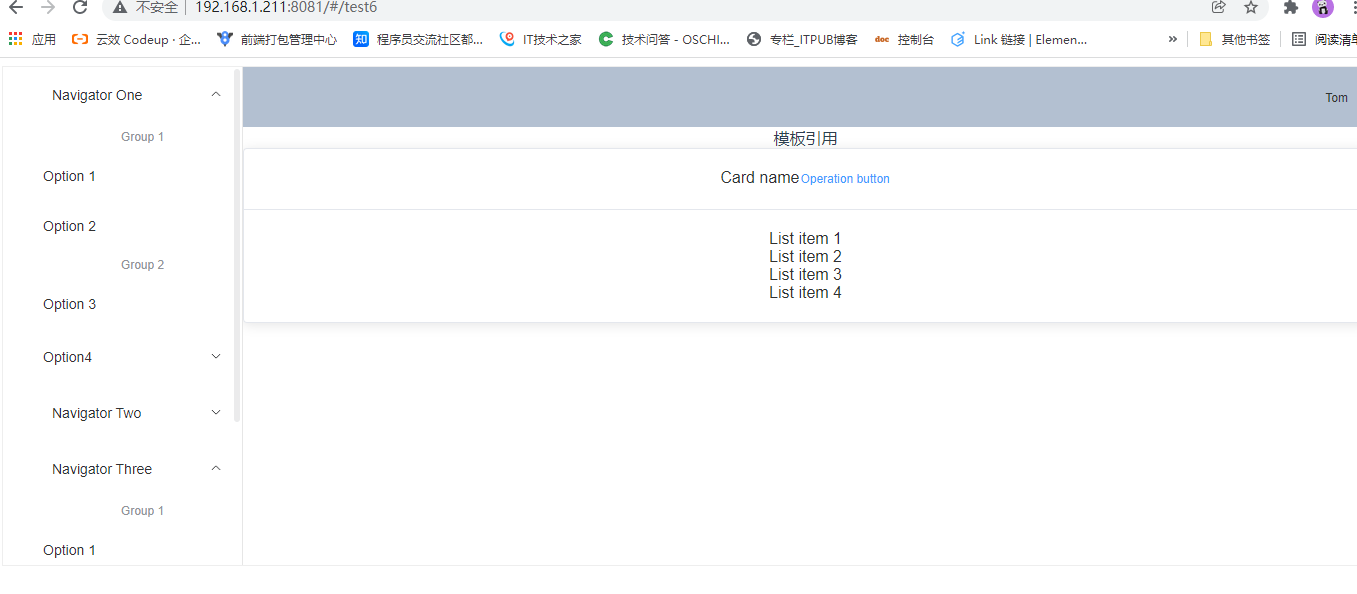 不安全 192.168.1.211:8081/#/test6
应用 云效 Codeup · 企... 前端打包管理中心 知 程序员交流社区都... IT技术之家 技术问答 - OSCHI... 专栏_ITPUB博客 doc 控制台 Link 链接 | Elemen... » 其他书签 阅读清单
Navigator One
Group 1
Option 1
Option 2
Group 2
Option 3
Option4
Navigator Two
Navigator Three
Group 1
Option 1
Tom
模板引用
Card name Operation button
List item 1
List item 2
List item 3
List item 4